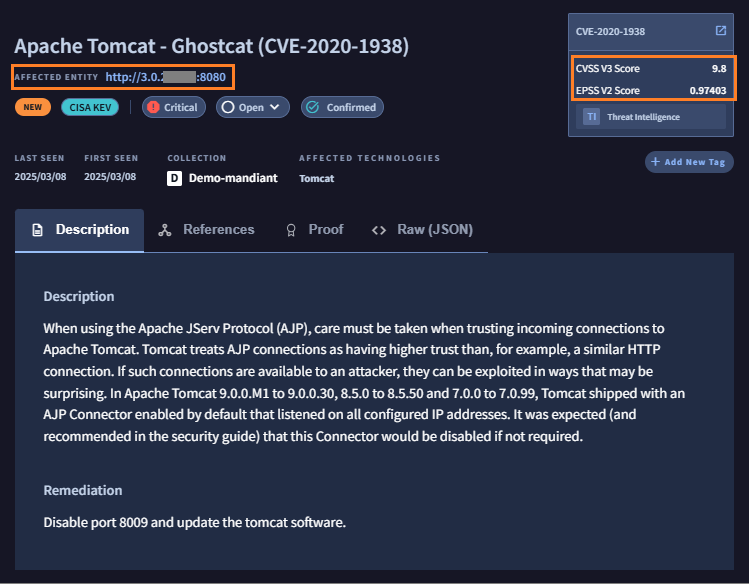 Apache Tomcat - Ghostcat (CVE-2020-1938)
AFFECTED ENTITY http://3.0. :8080
NEW CISA KEV Critical Open Confirmed
CVE-2020-1938
CVSS V3 Score 9.8
EPSS V2 Score 0.97403
TI Threat Intelligence
LAST SEEN FIRST SEEN COLLECTION AFFECTED TECHNOLOGIES
2025/03/08 2025/03/08 D Demo-mandiant Tomcat
+ Add New Tag
Description References Proof <> Raw (JSON)
Description
When using the Apache JServ Protocol (AJP), care must be taken when trusting incoming connections to
Apache Tomcat. Tomcat treats AJP connections as having higher trust than, for example, a similar HTTP
connection. If such connections are available to an attacker, they can be exploited in ways that may be
surprising. In Apache Tomcat 9.0.0.M1 to 9.0.0.30, 8.5.0 to 8.5.50 and 7.0.0 to 7.0.99, Tomcat shipped with an
AJP Connector enabled by default that listened on all configured IP addresses. It was expected (and
recommended in the security guide) that this Connector would be disabled if not required.
Remediation
Disable port 8009 and update the tomcat software.